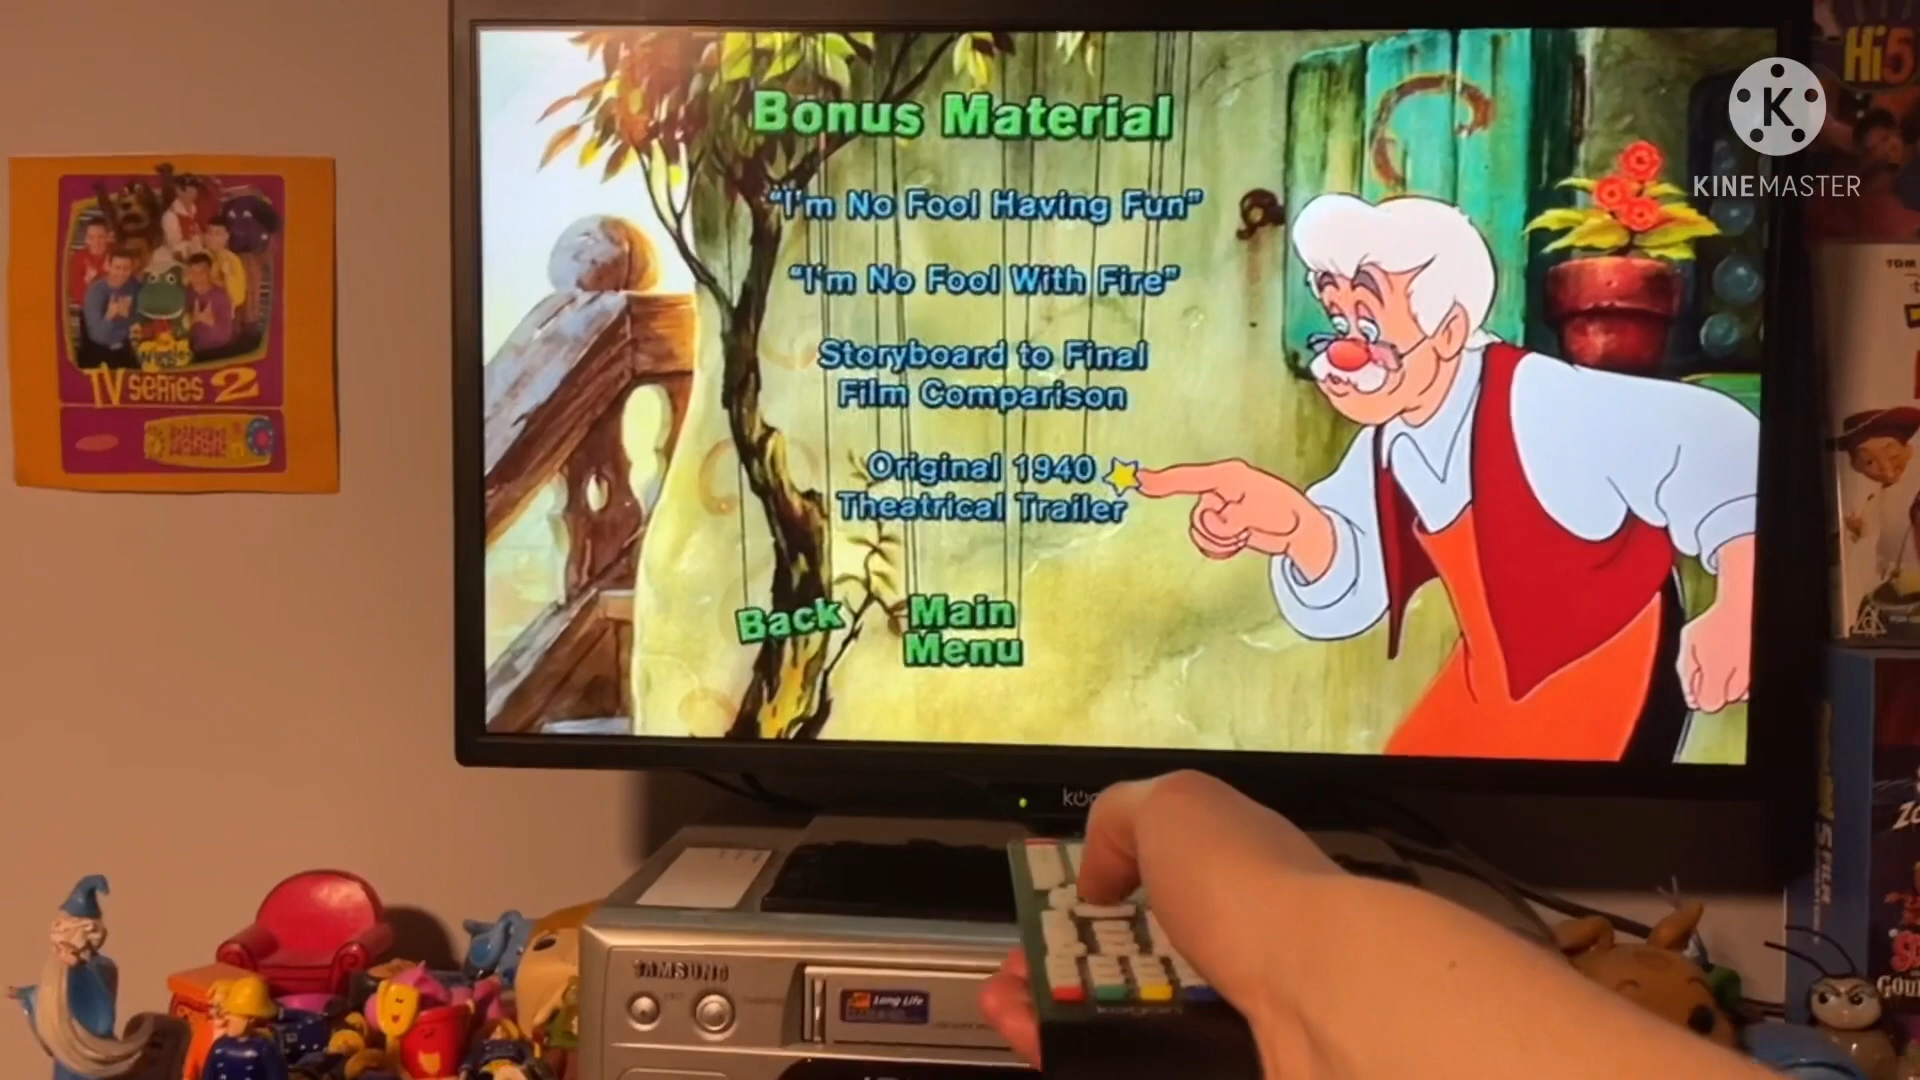 Bonus Material
"I'm No Fool Having Fun"
"I'm No Fool With Fire"
Storyboard to Final
Film Comparison
Original 1940
Theatrical Trailer
Back
Main
Menu
K
KINEMASTER
Hi5
TV SERIES 2
TOM
SAMSUNG
Long Life